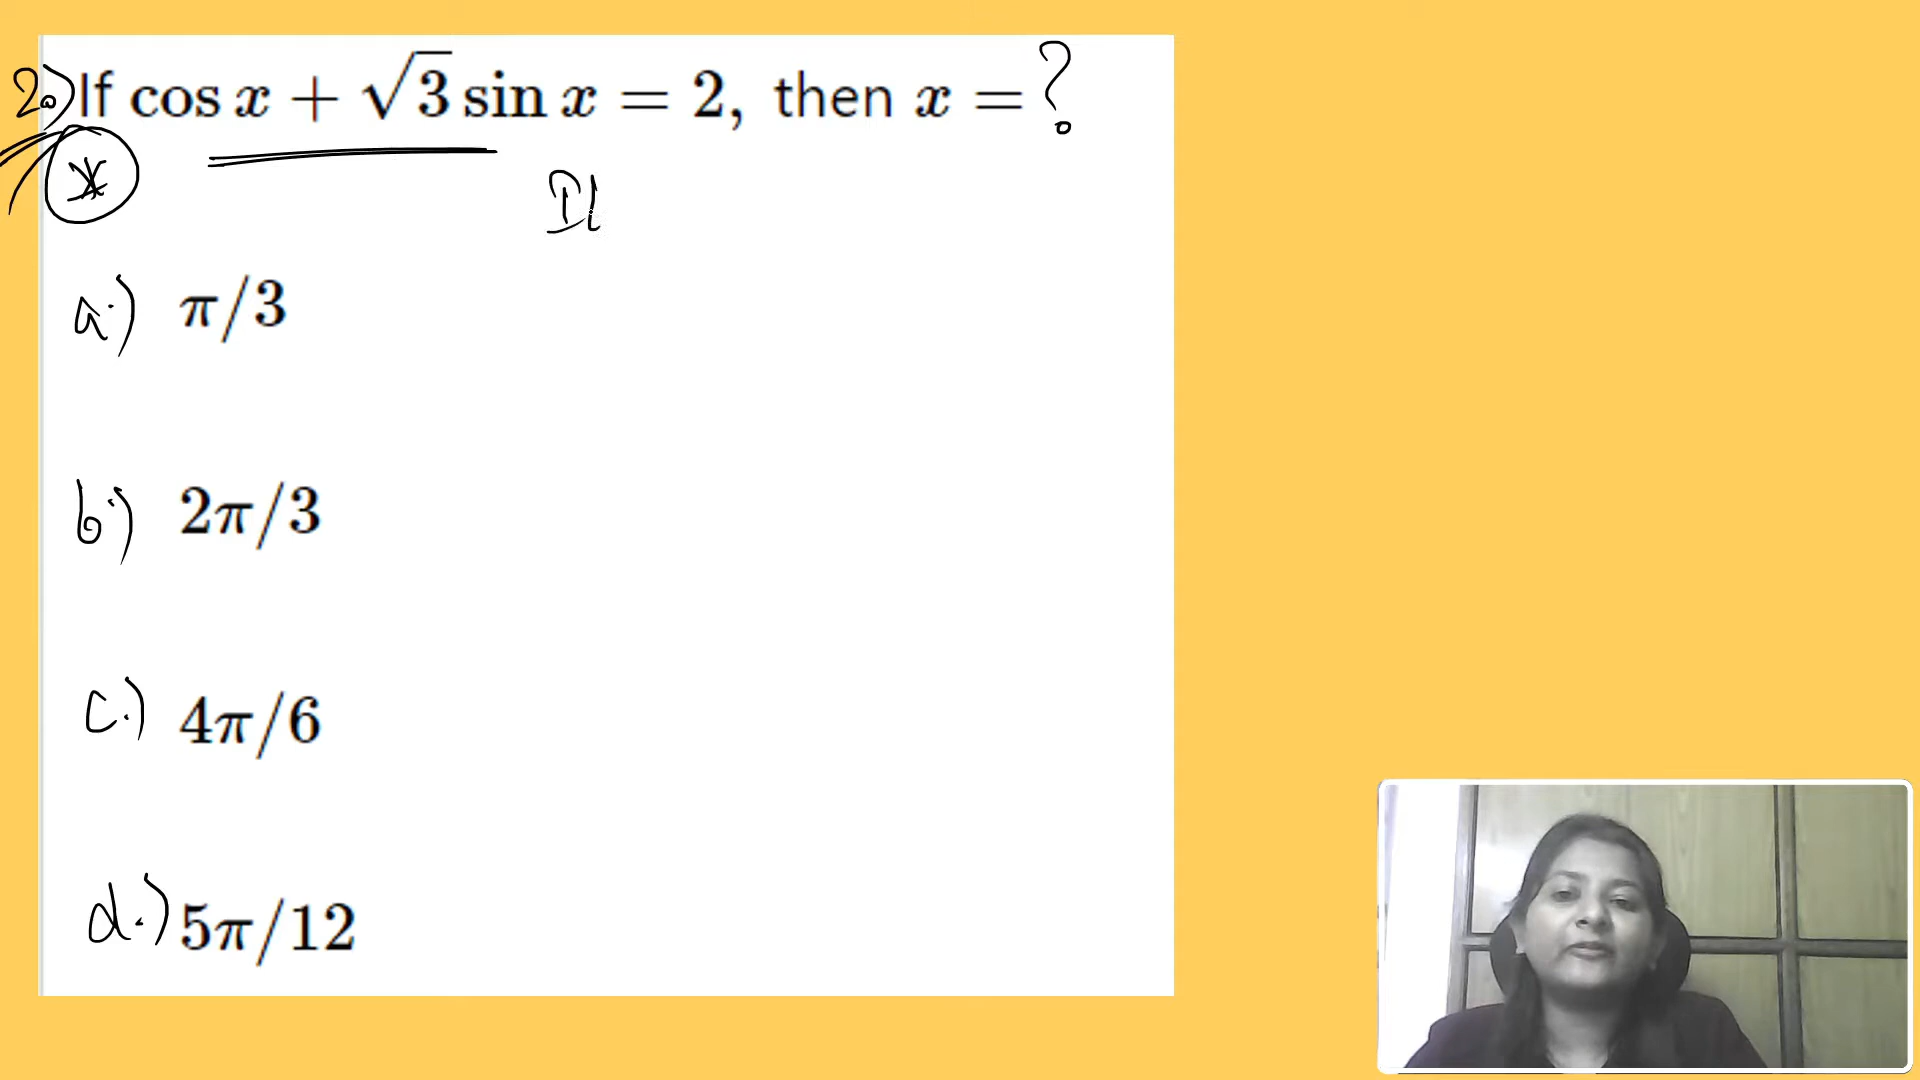 2.) If cos x + √3 sin x = 2, then x = ?
a.) π/3
b.) 2π/3
c.) 4π/6
d.) 5π/12